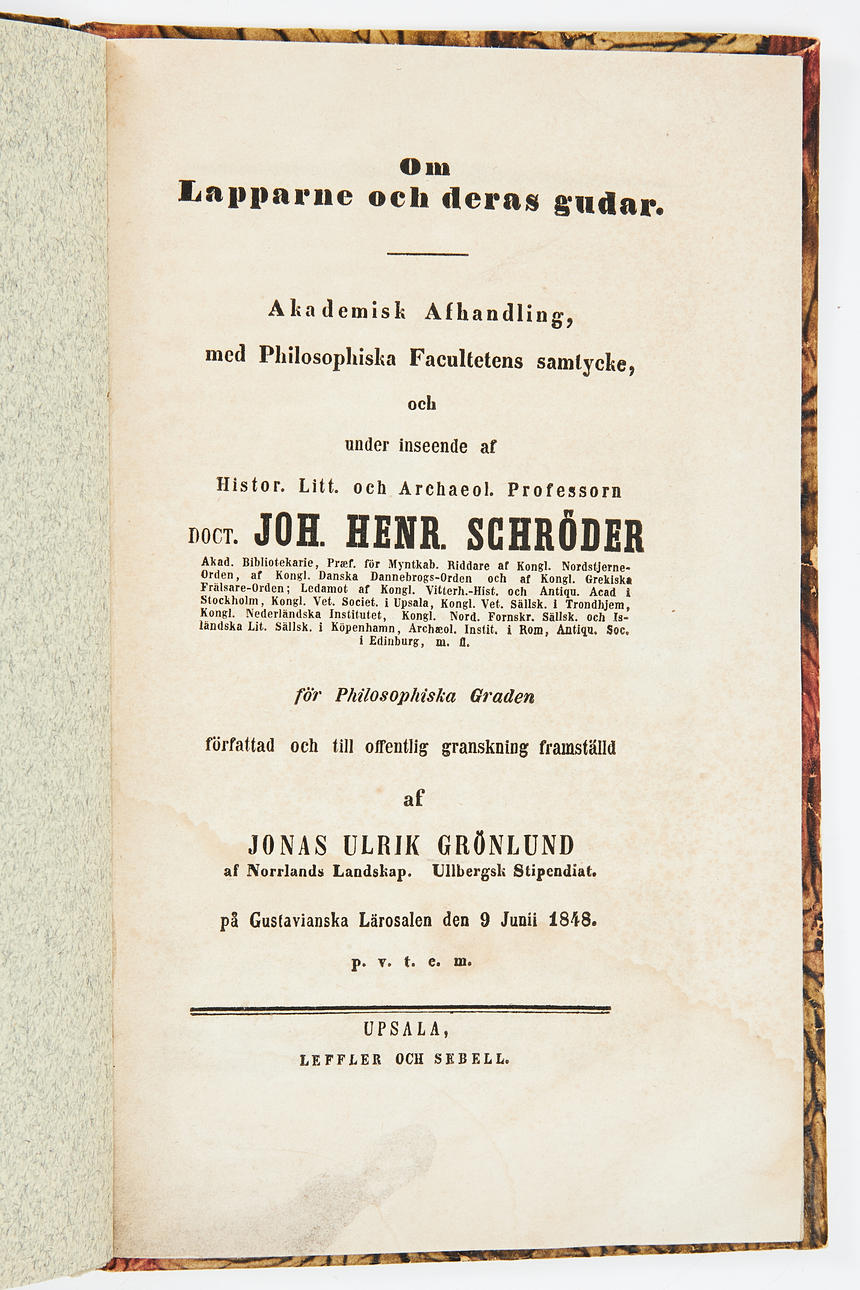 Om
Lapparne och deras gudar.
Akademisk Afhandling,
med Philosophiska Facultetens samtycke,
och
under inseende af
Histor. Litt. och Archaeol. Professorn
DOCT. JOH. HENR. SCHRÖDER
Akad. Bibliotekarie, Præf. för Myntkab. Riddare af Kongl. Nordstjerne-
Orden, af Kongl. Danska Dannebrogs-Orden och af Kongl. Grekiska
Frälsare-Orden; Ledamot af Kongl. Vitterh.-Hist. och Antiqu. Acad i
Stockholm, Kongl. Vet. Societ. i Upsala, Kongl. Vet. Sällsk. i Trondhjem,
Kongl. Nederländska Institutet, Kongl. Nord. Fornskr. Sällsk. och Is-
ländska Lit. Sällsk. i Köpenhamn, Archæol. Instit. i Rom, Antiqu. Soc.
i Edinburg, m. fl.
för Philosophiska Graden
författad och till offentlig granskning framställd
af
JONAS ULRIK GRÖNLUND
af Norrlands Landskap. Ullbergsk Stipendiat.
på Gustavianska Lärosalen den 9 Junii 1848.
p. v. t. e. m.
UPSALA,
LEFFLER OCH SEBELL.